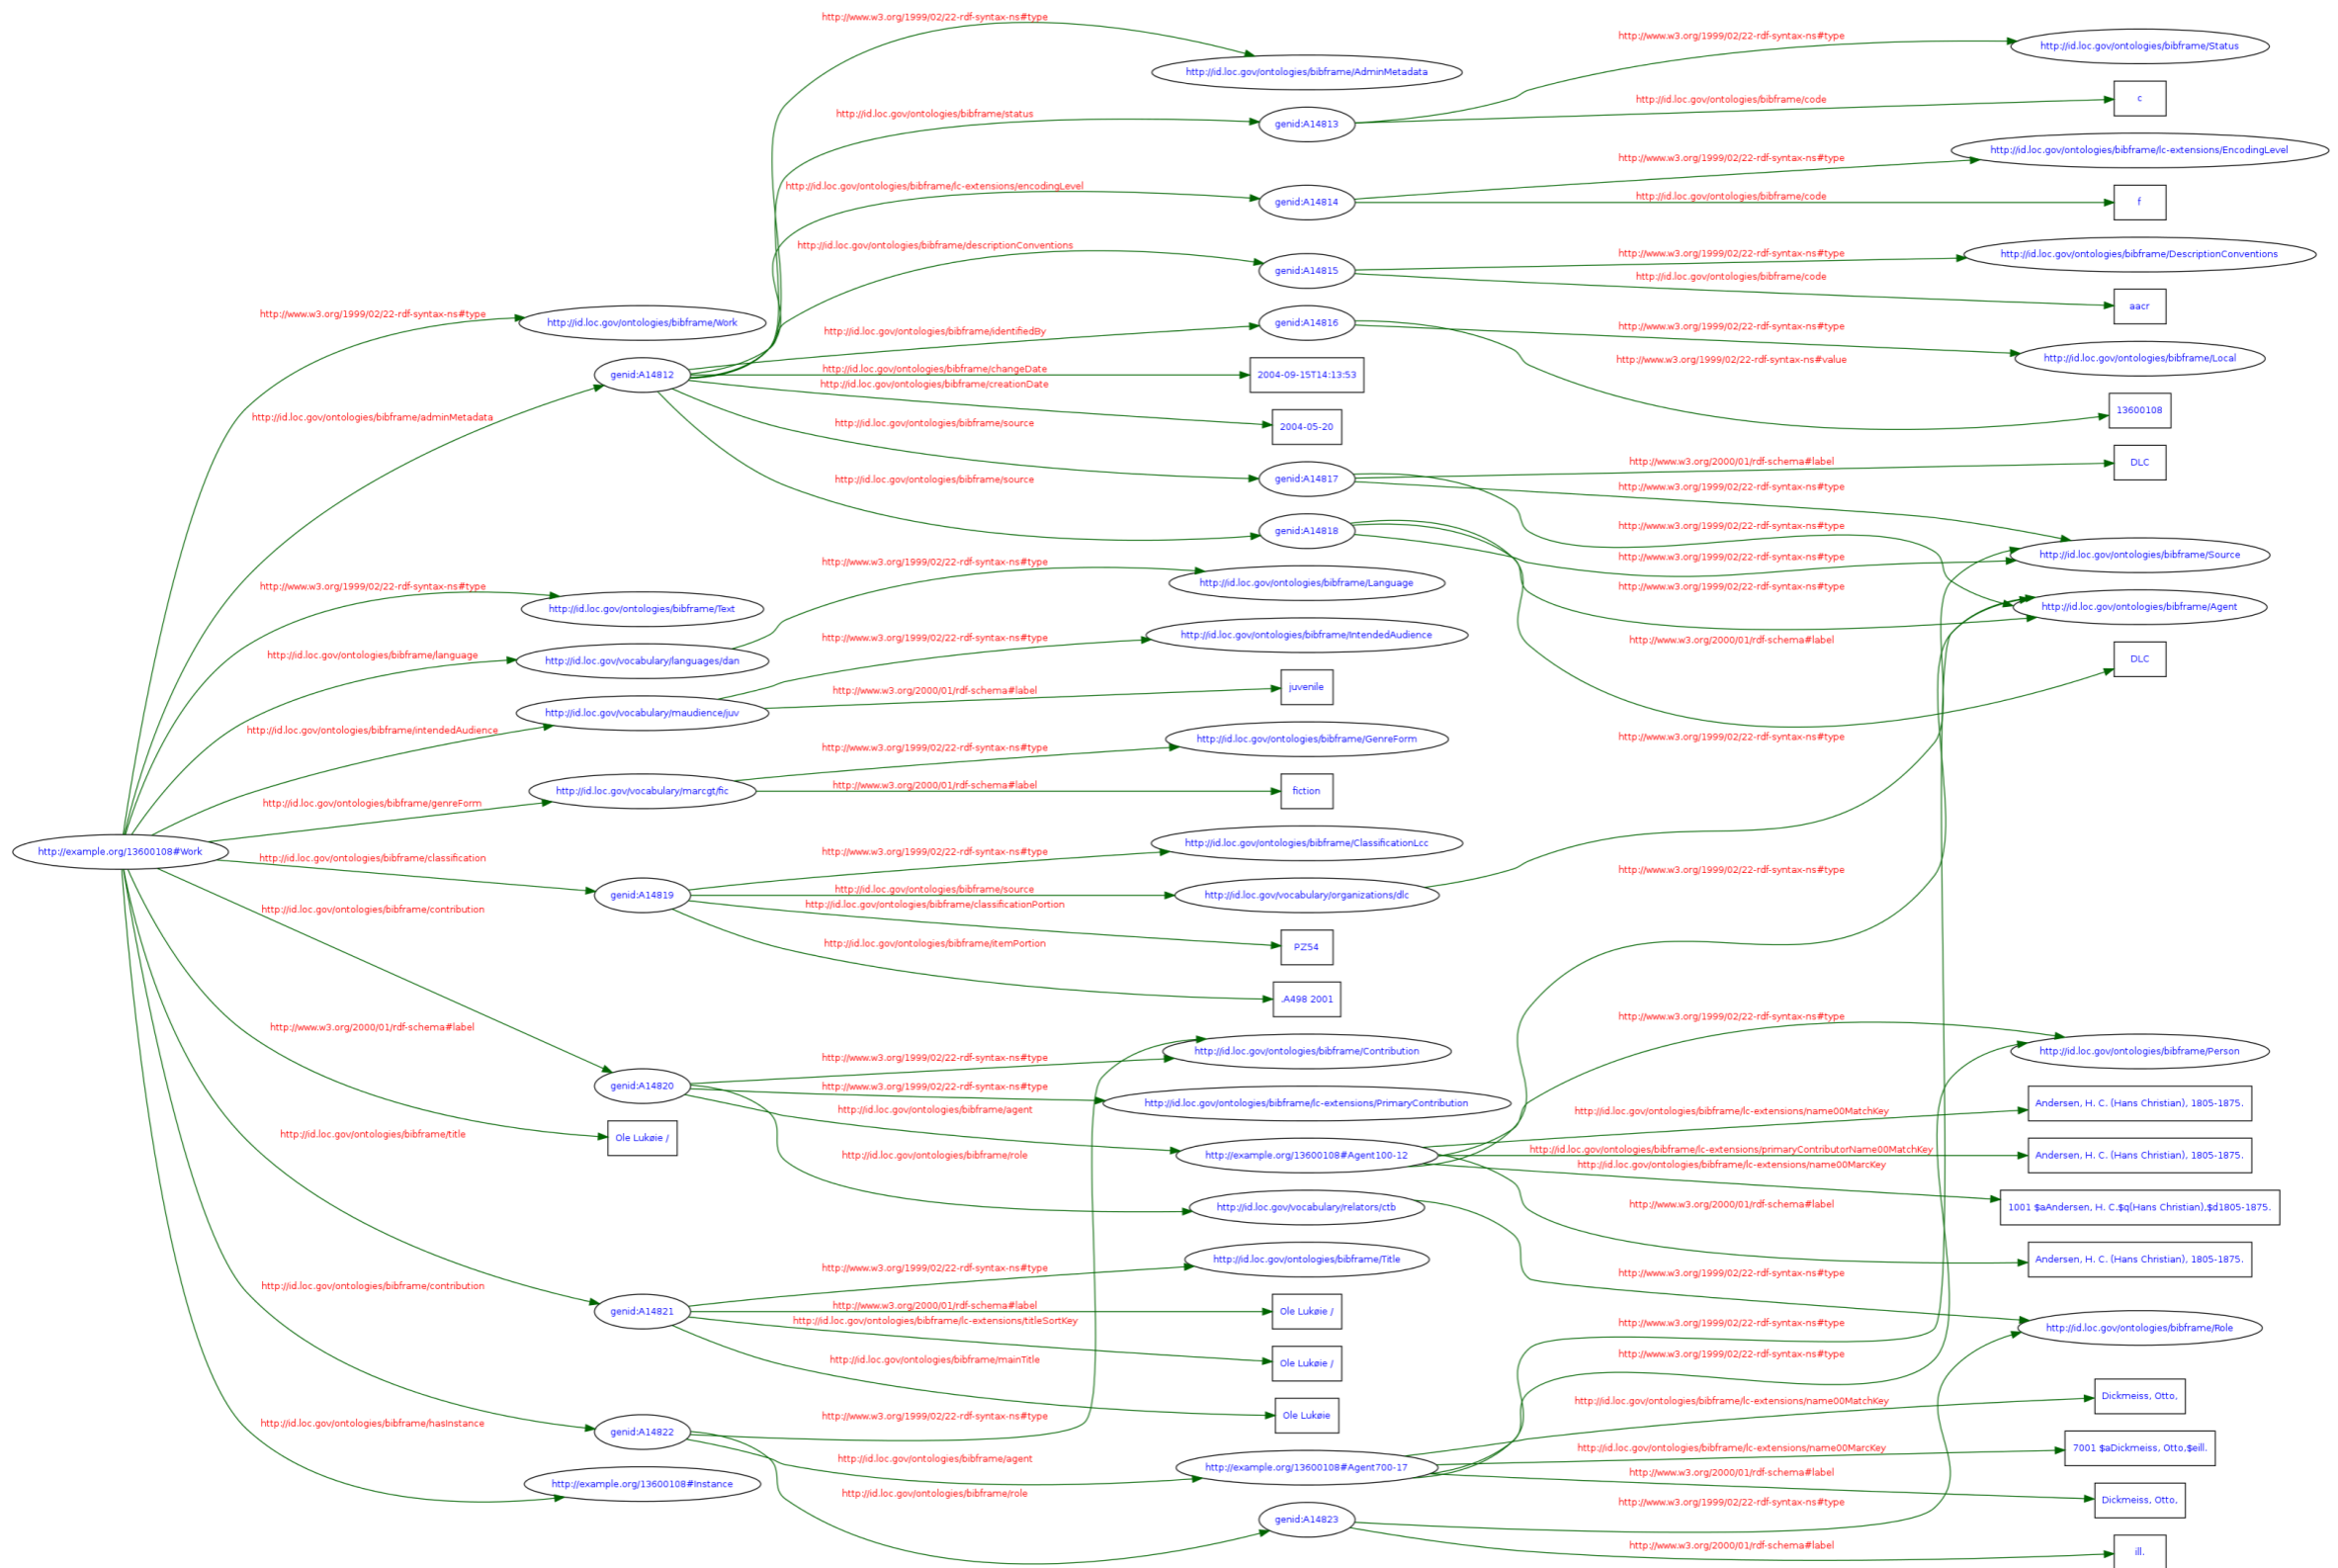 http://www.w3.org/1999/02/22-rdf-syntax-ns#type
http://www.w3.org/1999/02/22-rdf-syntax-ns#type
http://id.loc.gov/ontologies/bibframe/Status
http://id.loc.gov/ontologies/bibframe/AdminMetadata
http://id.loc.gov/ontologies/bibframe/code
c
http://id.loc.gov/ontologies/bibframe/status
genid:A14813
http://id.loc.gov/ontologies/bibframe/lc-extensions/EncodingLevel
http://www.w3.org/1999/02/22-rdf-syntax-ns#type
http://id.loc.gov/ontologies/bibframe/lc-extensions/encodingLevel
http://id.loc.gov/ontologies/bibframe/code
genid:A14814
f
http://id.loc.gov/ontologies/bibframe/descriptionConventions
http://www.w3.org/1999/02/22-rdf-syntax-ns#type
http://id.loc.gov/ontologies/bibframe/DescriptionConventions
genid:A14815
http://id.loc.gov/ontologies/bibframe/code
aacr
http://www.w3.org/1999/02/22-rdf-syntax-ns#type
http://id.loc.gov/ontologies/bibframe/Work
http://id.loc.gov/ontologies/bibframe/identifiedBy
genid:A14816
http://www.w3.org/1999/02/22-rdf-syntax-ns#type
http://www.w3.org/1999/02/22-rdf-syntax-ns#value
http://id.loc.gov/ontologies/bibframe/Local
genid:A14812
http://id.loc.gov/ontologies/bibframe/changeDate
2004-09-15T14:13:53
http://id.loc.gov/ontologies/bibframe/creationDate
13600108
http://id.loc.gov/ontologies/bibframe/adminMetadata
http://id.loc.gov/ontologies/bibframe/source
2004-05-20
http://www.w3.org/2000/01/rdf-schema#label
DLC
http://id.loc.gov/ontologies/bibframe/source
genid:A14817
http://www.w3.org/1999/02/22-rdf-syntax-ns#type
http://www.w3.org/1999/02/22-rdf-syntax-ns#type
genid:A14818
http://www.w3.org/1999/02/22-rdf-syntax-ns#type
http://id.loc.gov/ontologies/bibframe/Source
http://www.w3.org/1999/02/22-rdf-syntax-ns#type
http://www.w3.org/1999/02/22-rdf-syntax-ns#type
http://id.loc.gov/ontologies/bibframe/Language
http://www.w3.org/1999/02/22-rdf-syntax-ns#type
http://id.loc.gov/ontologies/bibframe/Text
http://id.loc.gov/ontologies/bibframe/Agent
http://www.w3.org/1999/02/22-rdf-syntax-ns#type
http://id.loc.gov/ontologies/bibframe/IntendedAudience
http://www.w3.org/2000/01/rdf-schema#label
http://id.loc.gov/ontologies/bibframe/language
http://id.loc.gov/vocabulary/languages/dan
DLC
http://www.w3.org/2000/01/rdf-schema#label
juvenile
http://id.loc.gov/vocabulary/maudience/juv
http://id.loc.gov/ontologies/bibframe/intendedAudience
http://www.w3.org/1999/02/22-rdf-syntax-ns#type
http://www.w3.org/1999/02/22-rdf-syntax-ns#type
http://id.loc.gov/ontologies/bibframe/GenreForm
http://www.w3.org/2000/01/rdf-schema#label
http://id.loc.gov/vocabulary/marcgt/fic
fiction
http://id.loc.gov/ontologies/bibframe/genreForm
http://example.org/13600108#Work
http://id.loc.gov/ontologies/bibframe/classification
http://www.w3.org/1999/02/22-rdf-syntax-ns#type
http://id.loc.gov/ontologies/bibframe/ClassificationLcc
http://www.w3.org/1999/02/22-rdf-syntax-ns#type
genid:A14819
http://id.loc.gov/ontologies/bibframe/source
http://id.loc.gov/vocabulary/organizations/dlc
http://id.loc.gov/ontologies/bibframe/classificationPortion
http://id.loc.gov/ontologies/bibframe/contribution
http://id.loc.gov/ontologies/bibframe/itemPortion
PZ54
.A498 2001
http://www.w3.org/1999/02/22-rdf-syntax-ns#type
http://www.w3.org/2000/01/rdf-schema#label
http://www.w3.org/1999/02/22-rdf-syntax-ns#type
http://id.loc.gov/ontologies/bibframe/Contribution
http://id.loc.gov/ontologies/bibframe/Person
genid:A14820
http://www.w3.org/1999/02/22-rdf-syntax-ns#type
http://id.loc.gov/ontologies/bibframe/lc-extensions/PrimaryContribution
http://id.loc.gov/ontologies/bibframe/agent
http://id.loc.gov/ontologies/bibframe/lc-extensions/name00MatchKey
Andersen, H. C. (Hans Christian), 1805-1875.
http://id.loc.gov/ontologies/bibframe/title
Ole Lukøie /
http://id.loc.gov/ontologies/bibframe/role
http://example.org/13600108#Agent100-12
http://id.loc.gov/ontologies/bibframe/lc-extensions/primaryContributorName00MatchKey
Andersen, H. C. (Hans Christian), 1805-1875.
http://id.loc.gov/ontologies/bibframe/lc-extensions/name00MarcKey
http://id.loc.gov/vocabulary/relators/ctb
http://www.w3.org/2000/01/rdf-schema#label
1001 $aAndersen, H. C.$q(Hans Christian),$d1805-1875.
http://www.w3.org/1999/02/22-rdf-syntax-ns#type
http://id.loc.gov/ontologies/bibframe/Title
http://www.w3.org/1999/02/22-rdf-syntax-ns#type
Andersen, H. C. (Hans Christian), 1805-1875.
http://id.loc.gov/ontologies/bibframe/contribution
genid:A14821
http://www.w3.org/2000/01/rdf-schema#label
Ole Lukøie /
http://id.loc.gov/ontologies/bibframe/lc-extensions/titleSortKey
http://www.w3.org/1999/02/22-rdf-syntax-ns#type
http://id.loc.gov/ontologies/bibframe/Role
http://id.loc.gov/ontologies/bibframe/mainTitle
Ole Lukøie /
http://www.w3.org/1999/02/22-rdf-syntax-ns#type
http://id.loc.gov/ontologies/bibframe/lc-extensions/name00MatchKey
Dickmeiss, Otto,
http://id.loc.gov/ontologies/bibframe/hasInstance
genid:A14822
http://www.w3.org/1999/02/22-rdf-syntax-ns#type
Ole Lukøie
http://id.loc.gov/ontologies/bibframe/agent
http://example.org/13600108#Agent700-17
http://id.loc.gov/ontologies/bibframe/lc-extensions/name00MarcKey
7001 $aDickmeiss, Otto,$eill.
http://www.w3.org/2000/01/rdf-schema#label
http://example.org/13600108#Instance
http://id.loc.gov/ontologies/bibframe/role
http://www.w3.org/1999/02/22-rdf-syntax-ns#type
Dickmeiss, Otto,
genid:A14823
http://www.w3.org/2000/01/rdf-schema#label
ill.